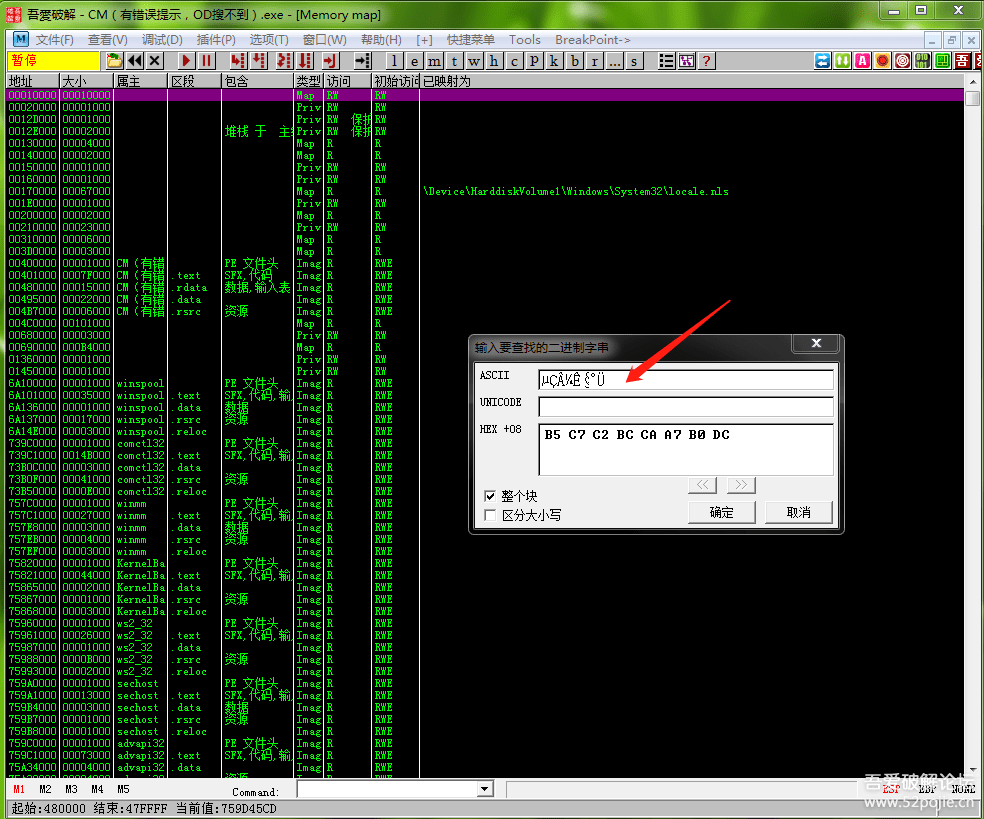 吾愛破解 - CM（有错误提示，OD搜不到）.exe - [Memory map]
M 文件(F) 查看(V) 调试(D) 插件(P) 选项(T) 窗口(W) 帮助(H) [+] 快捷菜单 Tools BreakPoint->
暂停 l e m t w h c P k b r ... s ?
地址 大小 属主 区段 包含 类型 访问 初始访问 已映射为
00010000 00010000 Map RW RW
00020000 00001000 Priv RW RW
0012D000 00001000 Priv RW 保护 RW
0012E000 00002000 堆栈 于 主线 Priv RW 保护 RW
00130000 00004000 Map R R
00140000 00002000 Map R R
00150000 00001000 Priv RW RW
00160000 00001000 Priv RW RW
00170000 00067000 Map R R \Device\HarddiskVolume1\Windows\System32\locale.nls
001E0000 00001000 Priv RW RW
00200000 00002000 Map R R
00210000 00023000 Priv RW RW
00310000 00006000 Map R R
003D0000 00003000 Map R R
00400000 00001000 CM（有错 PE 文件头 Imag R RWE
00401000 0007F000 CM（有错 .text SFX,代码 Imag R RWE
00480000 00015000 CM（有错 .rdata 数据,输入表 Imag R RWE
00495000 00022000 CM（有错 .data Imag R RWE
004B7000 00006000 CM（有错 .rsrc 资源 Imag R RWE
004C0000 00101000 Map R R
00680000 00003000 Priv RW RW
00690000 000B4000 Map R R
01360000 00001000 Priv RW RW
01450000 00001000 Priv RW RW
6A100000 00001000 winspool PE 文件头 Imag R RWE
6A101000 00035000 winspool .text SFX,代码,输 Imag R RWE
6A136000 00001000 winspool .data 数据 Imag R RWE
6A137000 00017000 winspool .rsrc 资源 Imag R RWE
6A14E000 00003000 winspool .reloc Imag R RWE
739C0000 00001000 comctl32 PE 文件头 Imag R RWE
739C1000 0014B000 comctl32 .text SFX,代码,输 Imag R RWE
73B0C000 00003000 comctl32 .data Imag R RWE
73B0F000 00041000 comctl32 .rsrc 资源 Imag R RWE
73B50000 0000E000 comctl32 .reloc Imag R RWE
757C0000 00001000 winmm PE 文件头 Imag R RWE
757C1000 00027000 winmm .text SFX,代码,输 Imag R RWE
757E8000 00003000 winmm .data 数据 Imag R RWE
757EB000 00004000 winmm .rsrc 资源 Imag R RWE
757EF000 00003000 winmm .reloc Imag R RWE
75820000 00001000 KernelBa PE 文件头 Imag R RWE
75821000 00044000 KernelBa .text SFX,代码,输 Imag R RWE
75865000 00002000 KernelBa .data Imag R RWE
75867000 00001000 KernelBa .rsrc 资源 Imag R RWE
75868000 00003000 KernelBa .reloc Imag R RWE
75960000 00001000 ws2_32 PE 文件头 Imag R RWE
75961000 00026000 ws2_32 .text SFX,代码,输 Imag R RWE
75987000 00001000 ws2_32 .data Imag R RWE
75988000 0000B000 ws2_32 .rsrc 资源 Imag R RWE
75993000 00002000 ws2_32 .reloc Imag R RWE
759A0000 00001000 sechost PE 文件头 Imag R RWE
759A1000 00013000 sechost .text SFX,代码,输 Imag R RWE
759B4000 00003000 sechost .data 数据 Imag R RWE
759B7000 00001000 sechost .rsrc 资源 Imag R RWE
759B8000 00001000 sechost .reloc Imag R RWE
759C0000 00001000 advapi32 PE 文件头 Imag R RWE
759C1000 00073000 advapi32 .text SFX,代码,输 Imag R RWE
75A34000 00004000 advapi32 .data Imag R RWE
输入要查找的二进制字串
ASCII µÇÂ¼Ê§°Ü
UNICODE
HEX +08 B5 C7 C2 BC CA A7 B0 DC
<< >>
整个块
区分大小写
确定 取消
M1 M2 M3 M4 M5 Command: ESP EBP NONE
起始:480000 结束:47FFFF 当前值:759D45CD
吾爱破解论坛
www.52pojie.cn